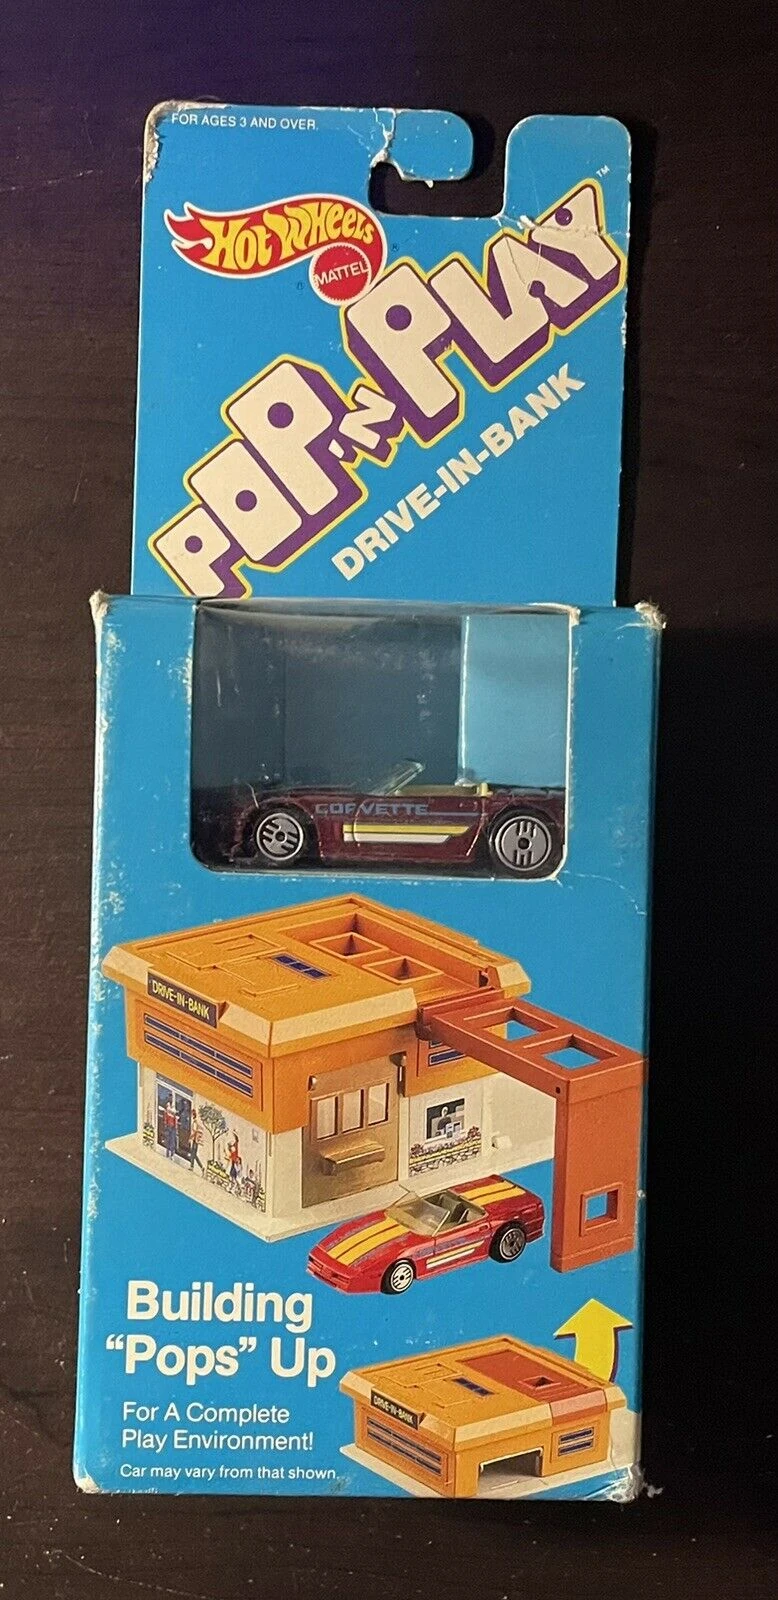 FOR AGES 3 AND OVER.
HOT WHEELS ®
MATTEL ®
POP 'N PLAY ™
DRIVE-IN-BANK
CORVETTE
DRIVE-IN-BANK
Building
“Pops” Up
For A Complete
Play Environment!
Car may vary from that shown.
DRIVE-IN-BANK